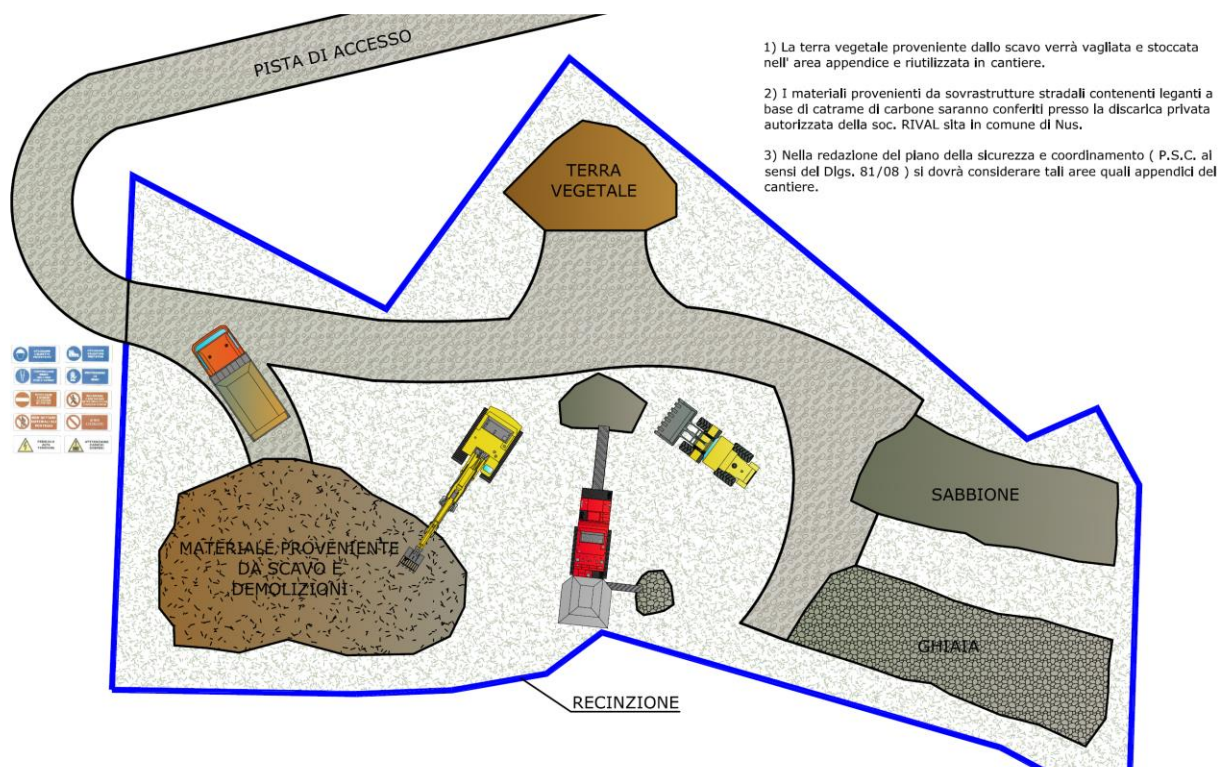 PISTA DI ACCESSO
1) La terra vegetale proveniente dallo scavo verrà vagliata e stoccata
nell' area appendice e riutilizzata in cantiere.
2) I materiali provenienti da sovrastrutture stradali contenenti leganti a
base di catrame di carbone saranno conferiti presso la discarica privata
autorizzata della soc. RIVAL sita in comune di Nus.
3) Nella redazione del piano della sicurezza e coordinamento ( P.S.C. ai
sensi del Dlgs. 81/08 ) si dovrà considerare tali aree quali appendici del
cantiere.
TERRA
VEGETALE
SABBIONE
MATERIALE PROVENIENTE
DA SCAVO E
DEMOLIZIONI
GHIAIA
RECINZIONE